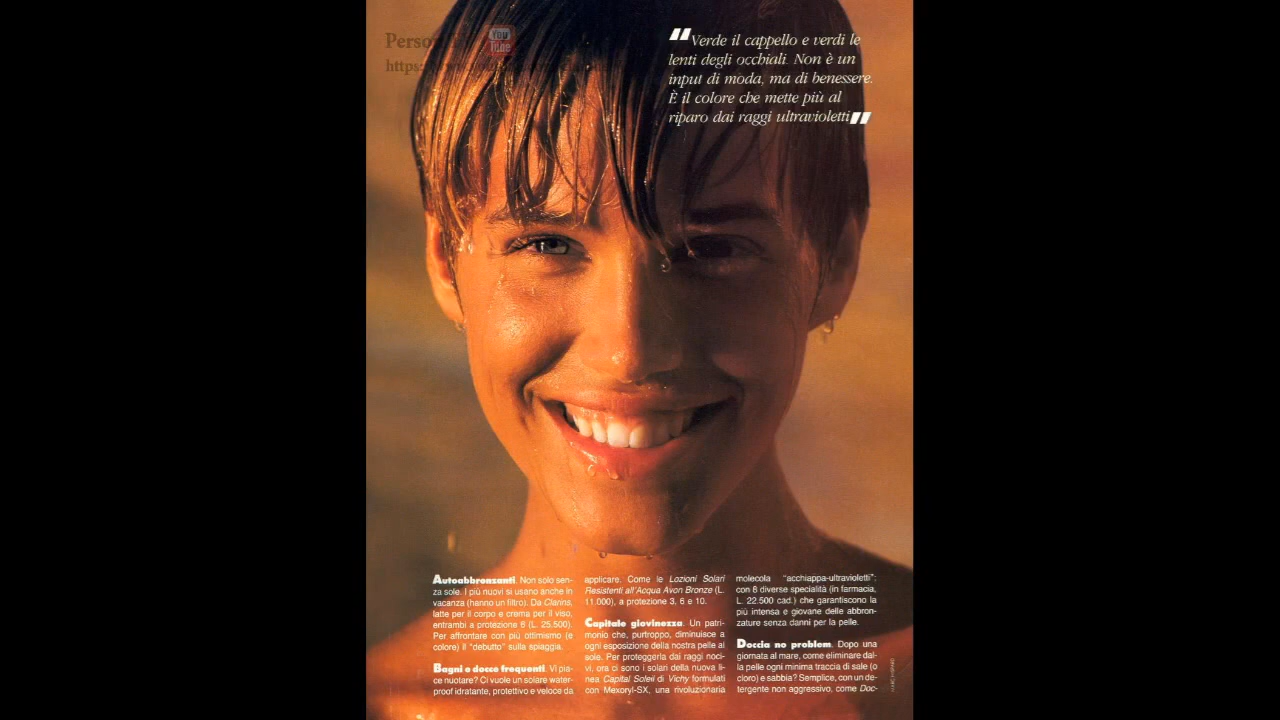 You
Tube
"Verde il cappello e verdi le
lenti degli occhiali. Non è un
input di moda, ma di benessere.
È il colore che mette più al
riparo dai raggi ultravioletti"
Autoabbronzanti. Non solo sen-
za sole. I più nuovi si usano anche in
vacanza (hanno un filtro). Da Clarins,
latte per il corpo e crema per il viso,
entrambi a protezione 6 (L. 25.500).
Per affrontare con più ottimismo (e
colore) il "debutto" sulla spiaggia.
Bagni e docce frequenti. Vi pia-
ce nuotare? Ci vuole un solare water-
proof idratante, protettivo e veloce da
applicare. Come le Lozioni Solari
Resistenti all'Acqua Avon Bronze (L.
11.000), a protezione 3, 6 e 10.
Capitale giovinezza. Un patri-
monio che, purtroppo, diminuisce a
ogni esposizione della nostra pelle al
sole. Per proteggerla dai raggi noci-
vi, ora ci sono i solari della nuova li-
nea Capital Soleil di Vichy formulati
con Mexoryl-SX, una rivoluzionaria
molecola "acchiappa-ultravioletti":
con 8 diverse specialità (in farmacia,
L. 22.500 cad.) che garantiscono la
più intensa e giovane delle abbron-
zature senza danni per la pelle.
Doccia no problem. Dopo una
giornata al mare, come eliminare dal-
la pelle ogni minima traccia di sale (o
cloro) e sabbia? Semplice, con un de-
tergente non aggressivo, come Doc-